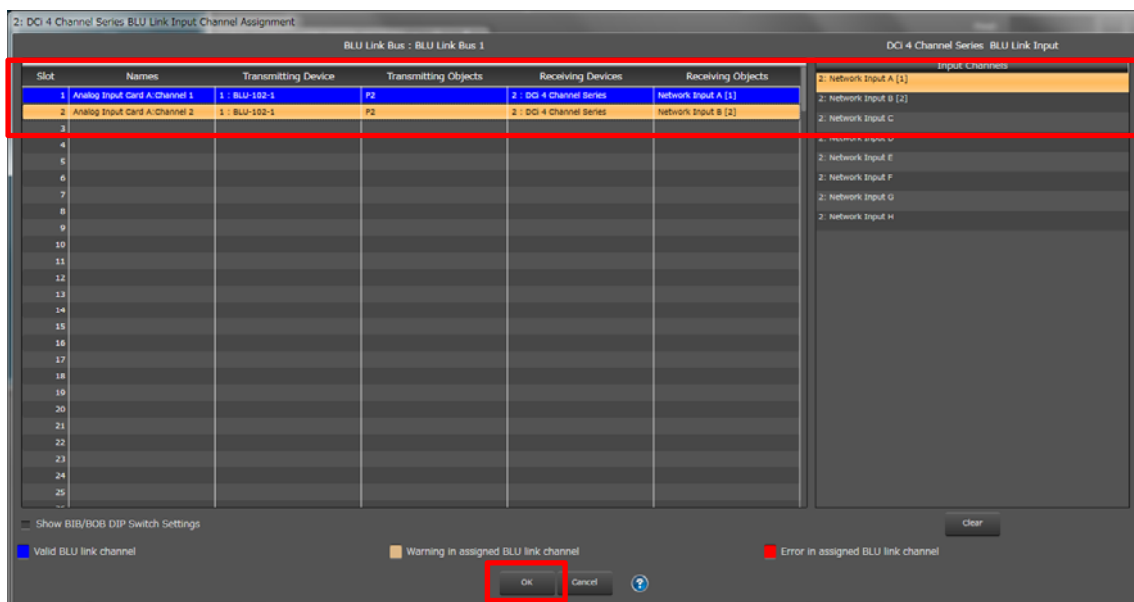 2: DCi 4 Channel Series BLU Link Input Channel Assignment
BLU Link Bus : BLU Link Bus 1
DCi 4 Channel Series BLU Link Input
Slot Names Transmitting Device Transmitting Objects Receiving Devices Receiving Objects
1 Analog Input Card A:Channel 1 1 : BLU-102-1 P2 2 : DCi 4 Channel Series Network Input A [1]
2 Analog Input Card A:Channel 2 1 : BLU-102-1 P2 2 : DCi 4 Channel Series Network Input B [2]
3
4
5
6
7
8
9
10
11
12
13
14
15
16
17
18
19
20
21
22
23
24
25
Input Channels
2: Network Input A [1]
2: Network Input B [2]
2: Network Input C
2: Network Input D
2: Network Input E
2: Network Input F
2: Network Input G
2: Network Input H
Show BIB/BOB DIP Switch Settings
Clear
Valid BLU link channel
Warning in assigned BLU link channel
Error in assigned BLU link channel
OK
Cancel
?